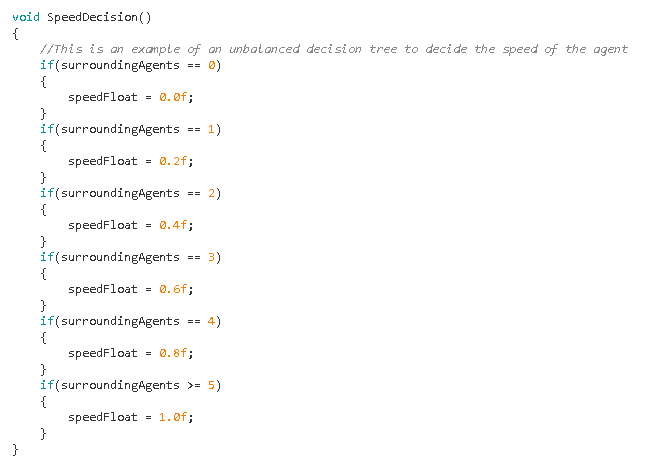 void SpeedDecision()
{
    //This is an example of an unbalanced decision tree to decide the speed of the agent
    if(surroundingAgents == 0)
    {
        speedFloat = 0.0f;
    }
    if(surroundingAgents == 1)
    {
        speedFloat = 0.2f;
    }
    if(surroundingAgents == 2)
    {
        speedFloat = 0.4f;
    }
    if(surroundingAgents == 3)
    {
        speedFloat = 0.6f;
    }
    if(surroundingAgents == 4)
    {
        speedFloat = 0.8f;
    }
    if(surroundingAgents >= 5)
    {
        speedFloat = 1.0f;
    }
}